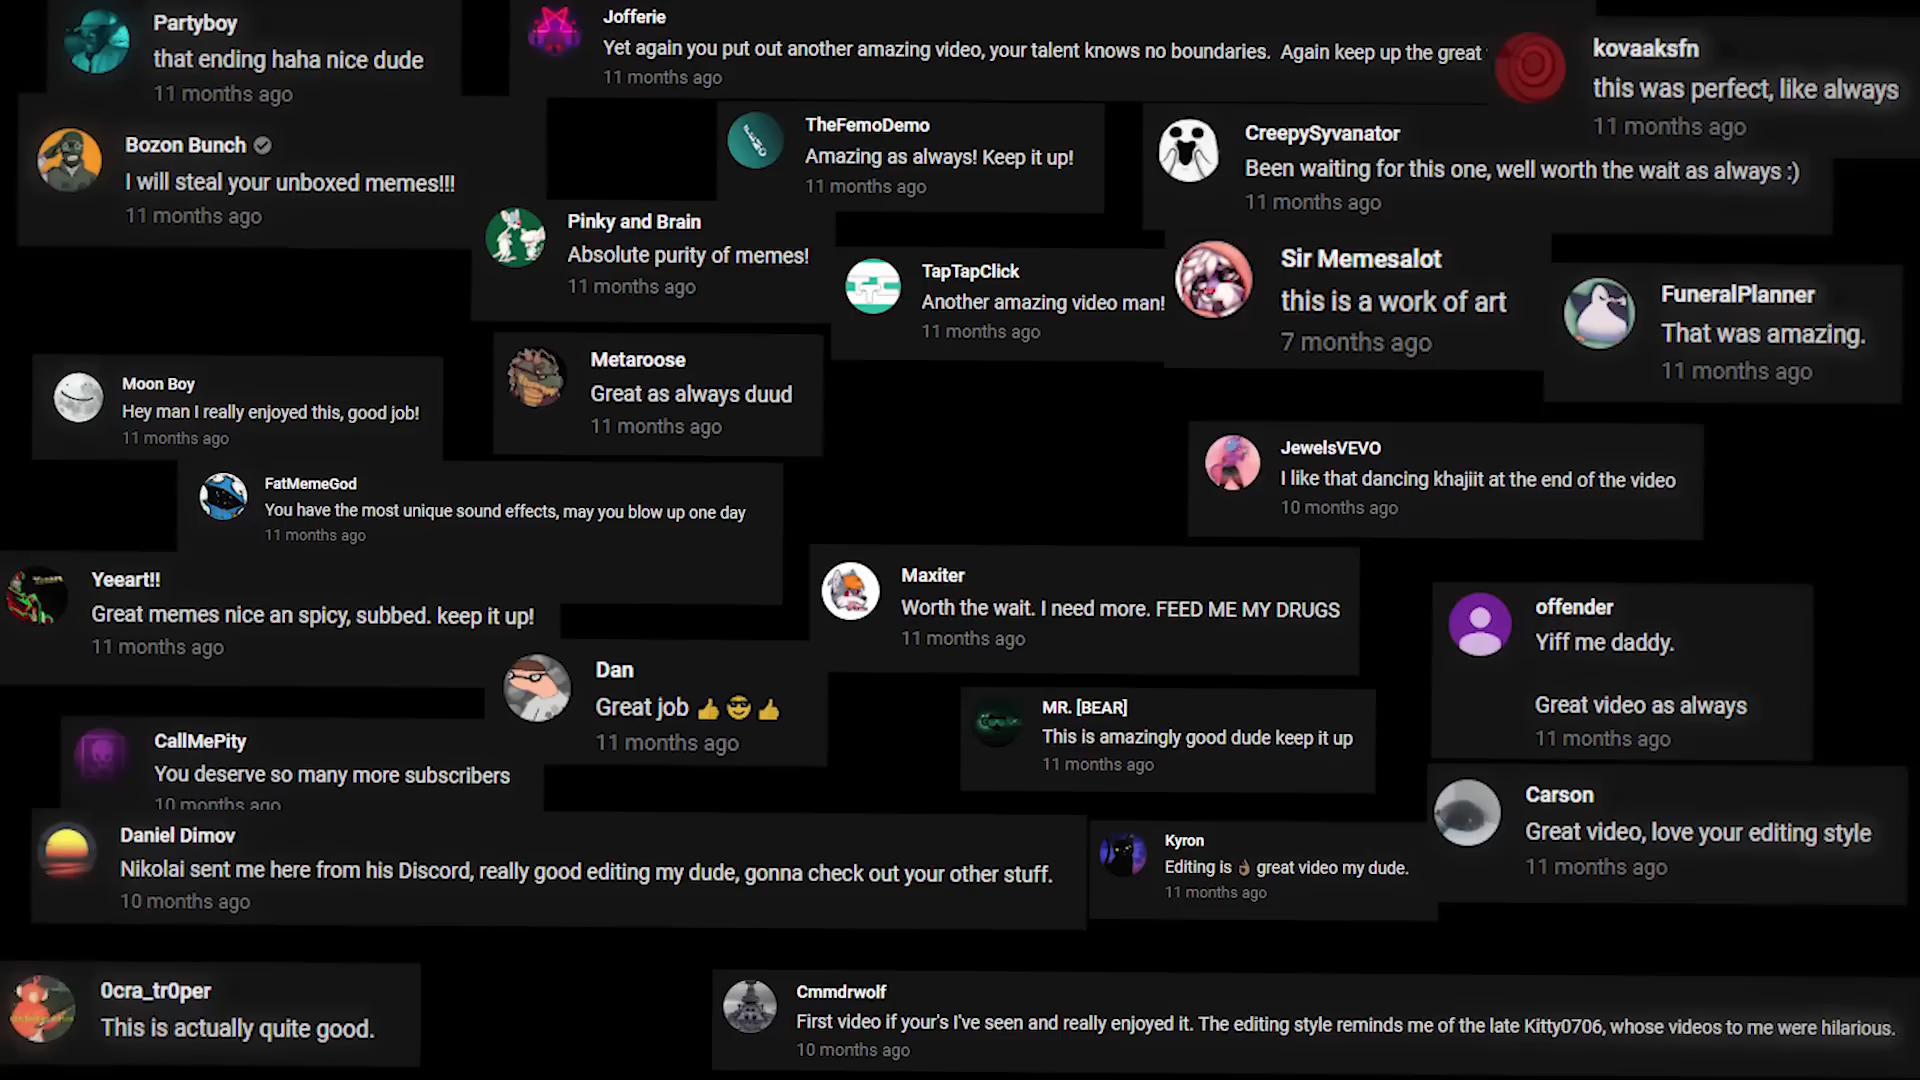 Partyboy
that ending haha nice dude
11 months ago
Jofferie
Yet again you put out another amazing video, your talent knows no boundaries. Again keep up the great
11 months ago
kovaaksfn
this was perfect, like always
11 months ago
Bozon Bunch
I will steal your unboxed memes!!!
11 months ago
TheFemoDemo
Amazing as always! Keep it up!
11 months ago
CreepySyvanator
Been waiting for this one, well worth the wait as always :)
11 months ago
Pinky and Brain
Absolute purity of memes!
11 months ago
TapTapClick
Another amazing video man!
11 months ago
Sir Memesalot
this is a work of art
7 months ago
FuneralPlanner
That was amazing.
11 months ago
Moon Boy
Hey man I really enjoyed this, good job!
11 months ago
Metaroose
Great as always duud
11 months ago
JewelsVEVO
I like that dancing khajiit at the end of the video
10 months ago
FatMemeGod
You have the most unique sound effects, may you blow up one day
11 months ago
Yeeart!!
Great memes nice an spicy, subbed. keep it up!
11 months ago
Maxiter
Worth the wait. I need more. FEED ME MY DRUGS
11 months ago
offender
Yiff me daddy.
Great video as always
11 months ago
Dan
Great job 👍😎👍
11 months ago
MR. [BEAR]
This is amazingly good dude keep it up
11 months ago
CallMePity
You deserve so many more subscribers
10 months ago
Carson
Great video, love your editing style
11 months ago
Daniel Dimov
Nikolai sent me here from his Discord, really good editing my dude, gonna check out your other stuff.
10 months ago
Kyron
Editing is 👌🏾 great video my dude.
11 months ago
0cra_tr0per
This is actually quite good.
Cmmdrwolf
First video if your's I've seen and really enjoyed it. The editing style reminds me of the late Kitty0706, whose videos to me were hilarious.
10 months ago